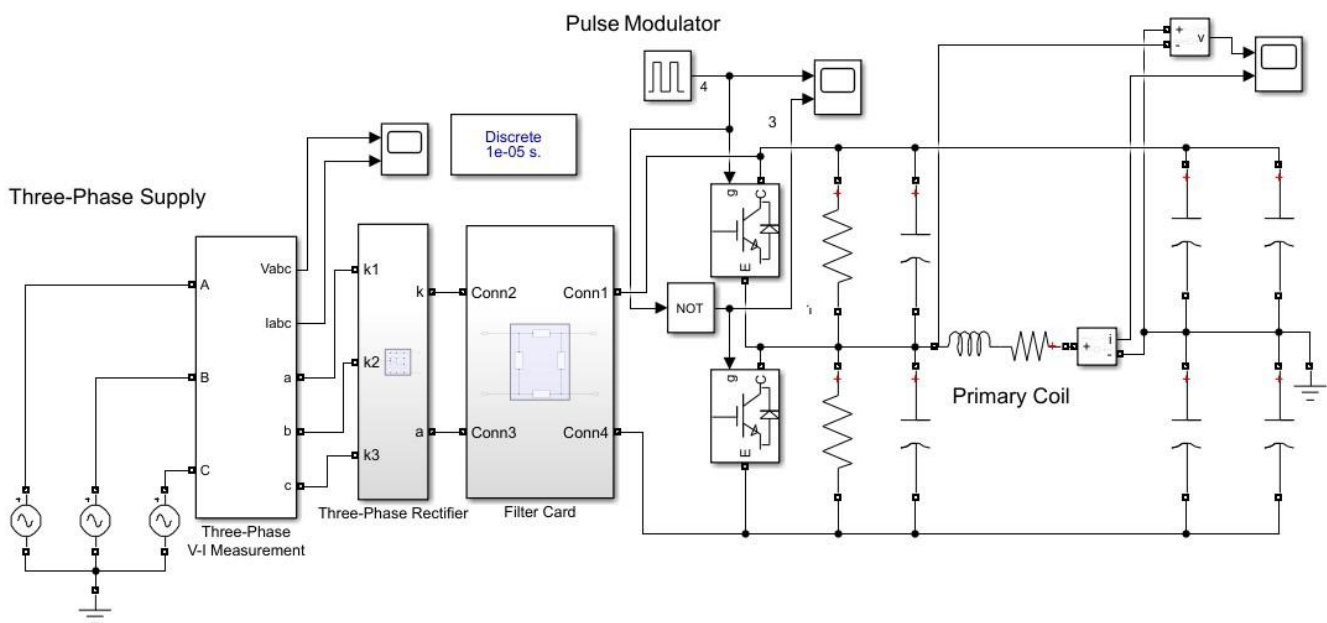 Pulse Modulator
4
3
Discrete
1e-05 s.
Three-Phase Supply
A
B
C
Vabc
Iabc
a
b
c
Three-Phase
V-I Measurement
k1
k2
k3
k
a
Three-Phase Rectifier
Conn2
Conn3
Conn1
Conn4
Filter Card
g
C
E
NOT
g
C
E
Primary Coil
+
i
-
+
-
v